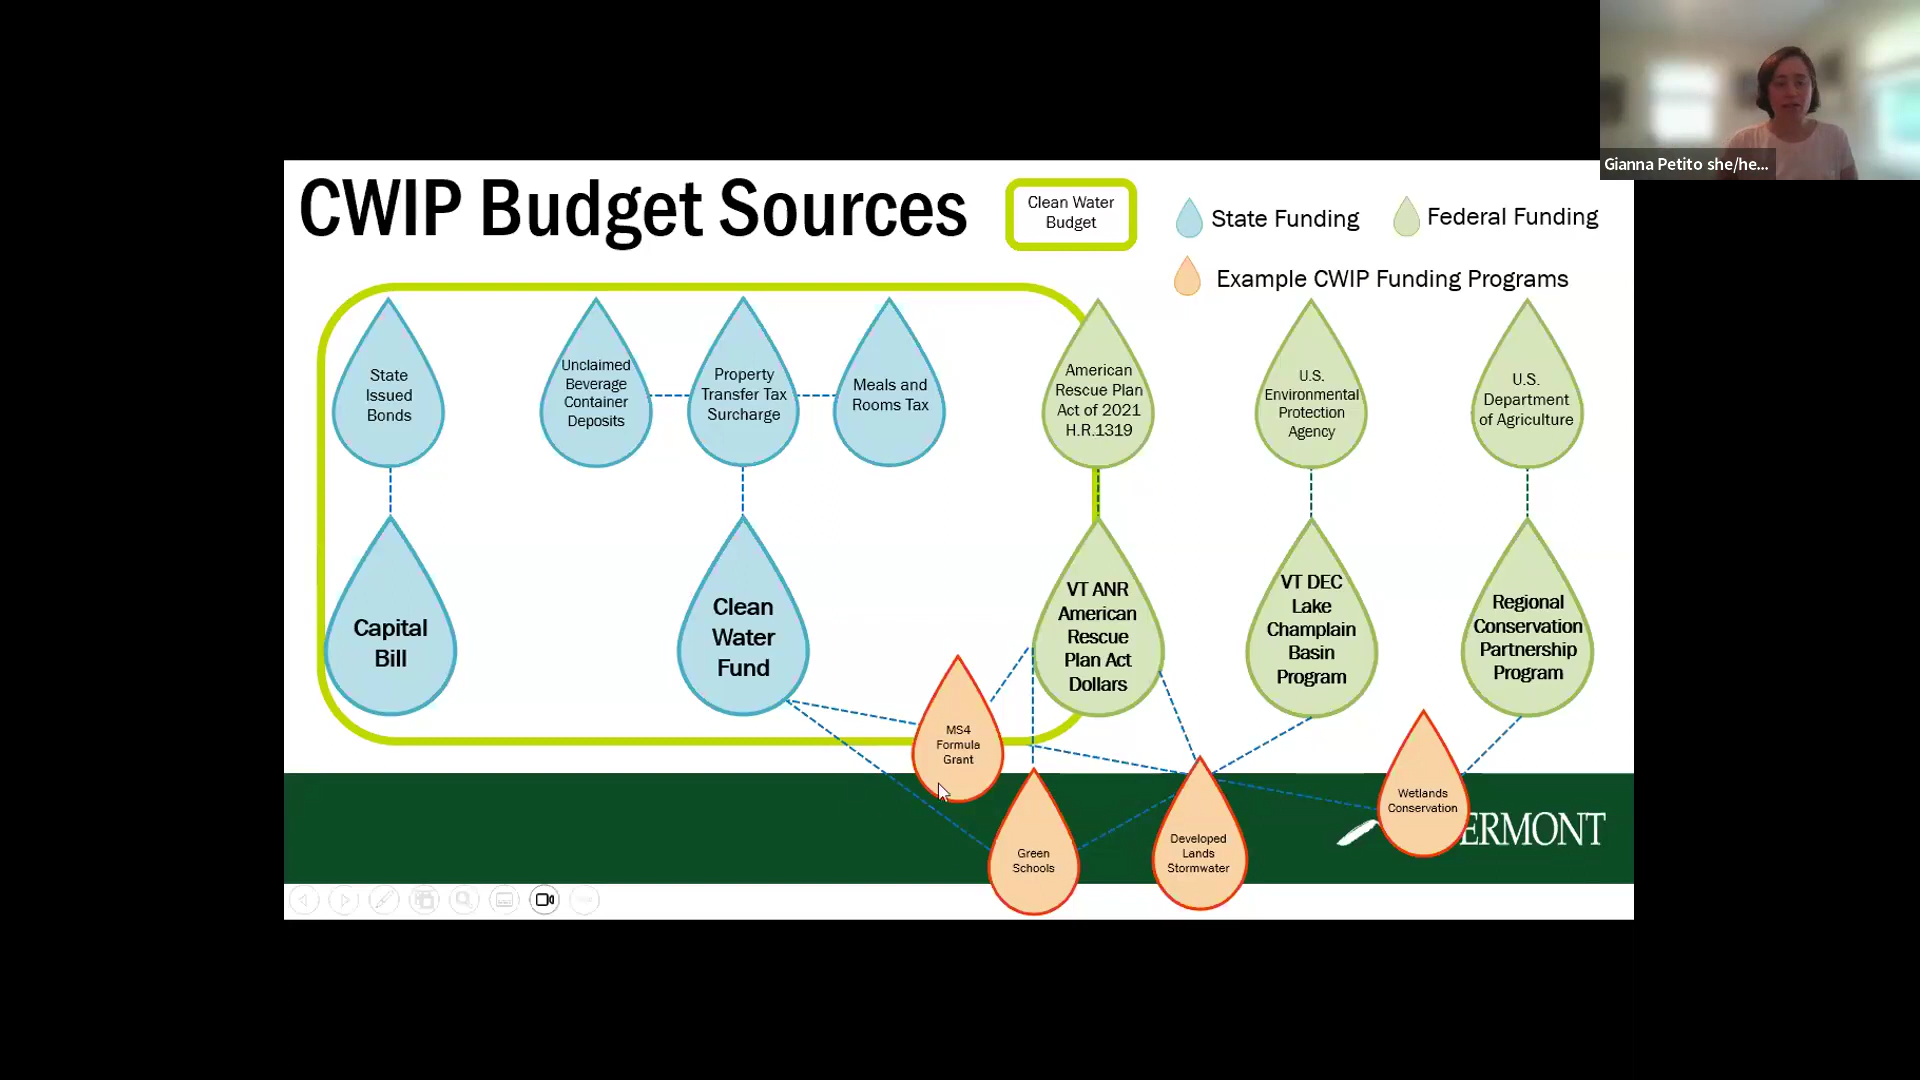 Gianna Petito she/he...
CWIP Budget Sources
Clean Water
Budget
State Funding
Federal Funding
Example CWIP Funding Programs
State
Issued
Bonds
Unclaimed
Beverage
Container
Deposits
Property
Transfer Tax
Surcharge
Meals and
Rooms Tax
American
Rescue Plan
Act of 2021
H.R.1319
U.S.
Environmental
Protection
Agency
U.S.
Department
of Agriculture
Capital
Bill
Clean
Water
Fund
VT ANR
American
Rescue
Plan Act
Dollars
VT DEC
Lake
Champlain
Basin
Program
Regional
Conservation
Partnership
Program
MS4
Formula
Grant
Green
Schools
Developed
Lands
Stormwater
Wetlands
Conservation
ERMONT